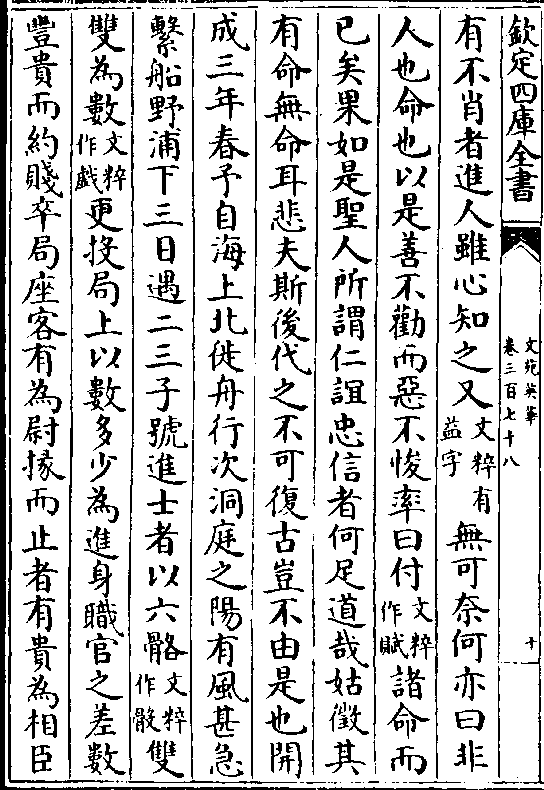 欽定四庫全書
文苑英華
卷三百七十八
十
有不肖者進人雖心知之又文粹有益字無可奈何亦曰非
人也命也以是善不勸而惡不悛率曰付文粹作賦諸命而
已矣果如是聖人所謂仁誼忠信者何足道哉姑徵其
有命無命耳悲夫斯後代之不可復古豈不由是也開
成三年春予自海上北徙舟行次洞庭之陽有風甚急
繫船野浦下三日遇二三子號進士者以六骼文粹作骰雙
雙為數文粹作戲更投局上以數多少為進身職官之差數
豐貴而約賤卒局座客有為尉掾而止者有貴為相臣